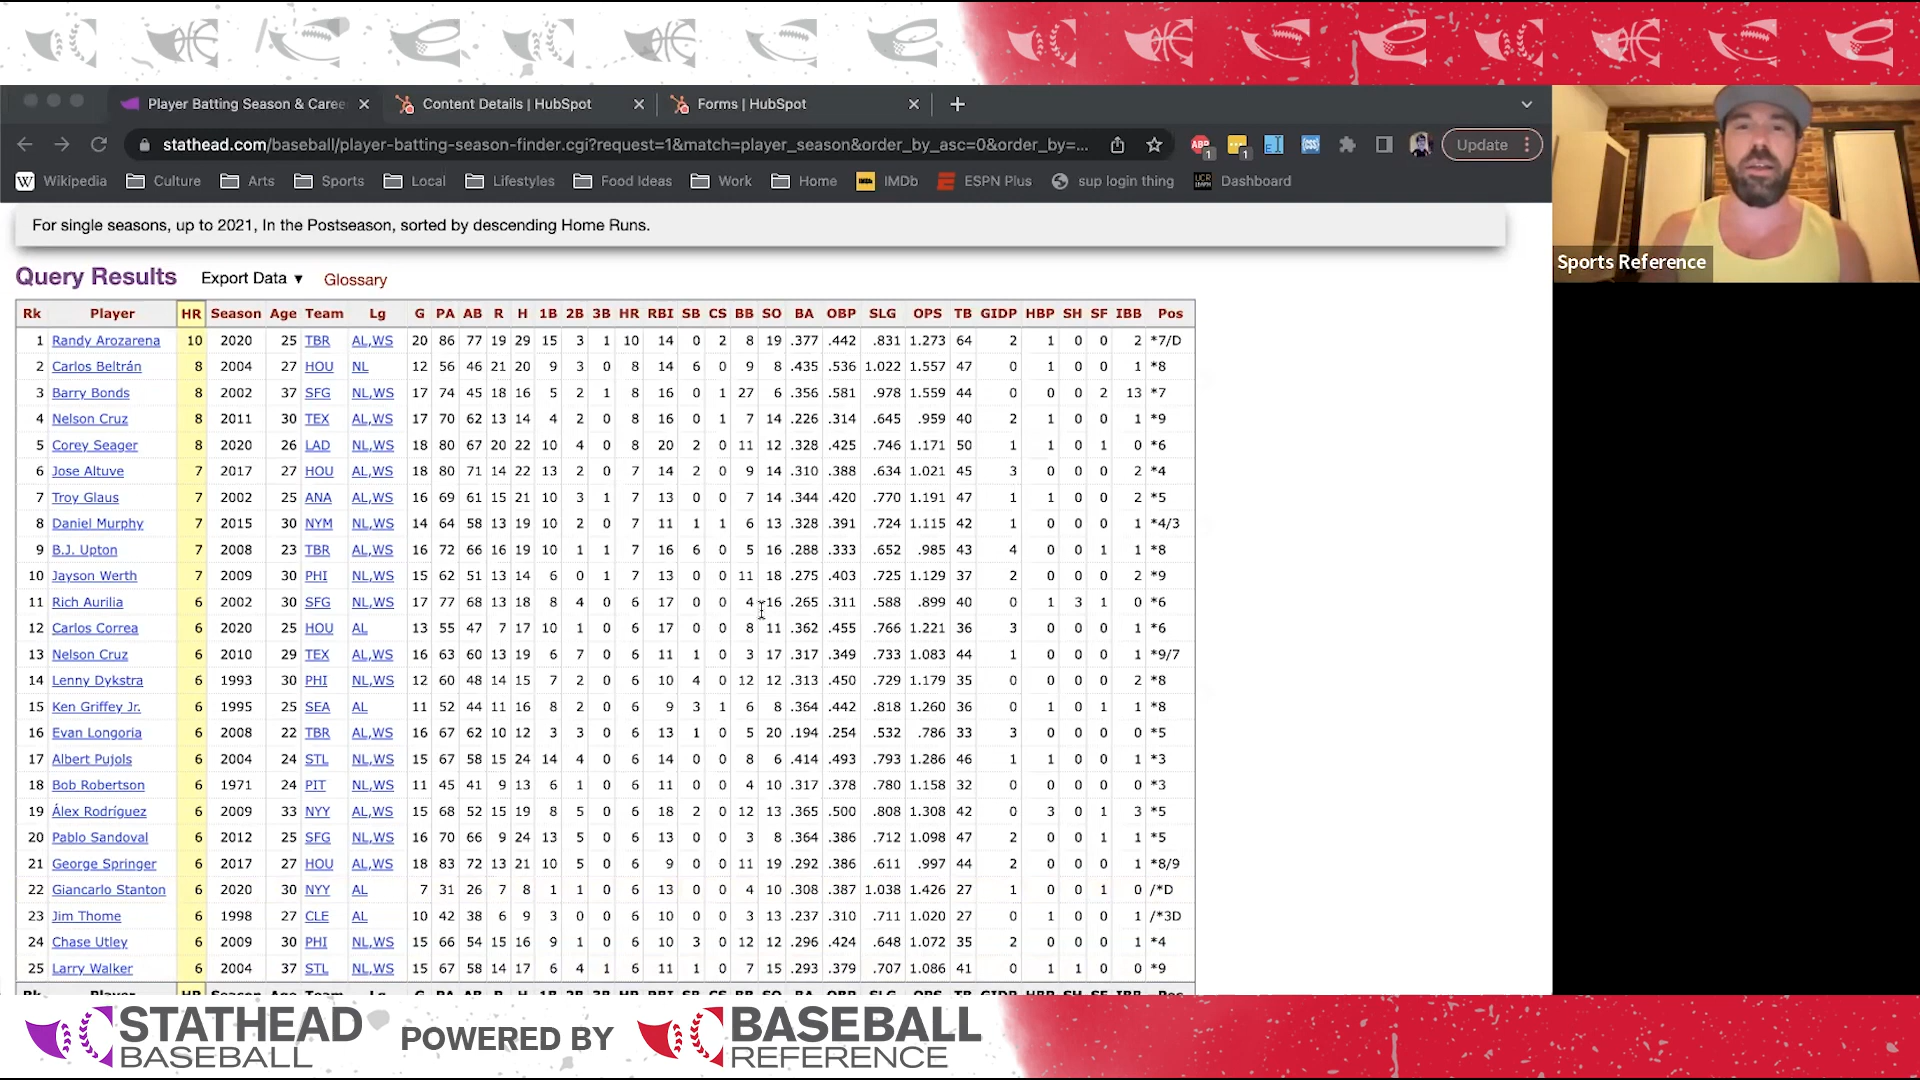 Player Batting Season & Caree
Content Details | HubSpot
Forms | HubSpot
stathead.com/baseball/player-batting-season-finder.cgi?request=1&match=player_season&order_by_asc=0&order_by=...
ABP 1
1
Update
W Wikipedia Culture Arts Sports Local Lifestyles Food Ideas Work Home IMDb IMDb ESPN Plus sup login thing Dashboard
Sports Reference
For single seasons, up to 2021, In the Postseason, sorted by descending Home Runs.
Query Results Export Data ▼ Glossary
Rk Player HR Season Age Team Lg G PA AB R H 1B 2B 3B HR RBI SB CS BB SO BA OBP SLG OPS TB GIDP HBP SH SF IBB Pos
1 Randy Arozarena 10 2020 25 TBR AL,WS 20 86 77 19 29 15 3 1 10 14 0 2 8 19 .377 .442 .831 1.273 64 2 1 0 0 2 *7/D
2 Carlos Beltrán 8 2004 27 HOU NL 12 56 46 21 20 9 3 0 8 14 6 0 9 8 .435 .536 1.022 1.557 47 0 1 0 0 1 *8
3 Barry Bonds 8 2002 37 SFG NL,WS 17 74 45 18 16 5 2 1 8 16 0 1 27 6 .356 .581 .978 1.559 44 0 0 0 2 13 *7
4 Nelson Cruz 8 2011 30 TEX AL,WS 17 70 62 13 14 4 2 0 8 16 0 1 7 14 .226 .314 .645 .959 40 2 1 0 0 1 *9
5 Corey Seager 8 2020 26 LAD NL,WS 18 80 67 20 22 10 4 0 8 20 2 0 11 12 .328 .425 .746 1.171 50 1 1 0 1 0 *6
6 Jose Altuve 7 2017 27 HOU AL,WS 18 80 71 14 22 13 2 0 7 14 2 0 9 14 .310 .388 .634 1.021 45 3 0 0 0 2 *4
7 Troy Glaus 7 2002 25 ANA AL,WS 16 69 61 15 21 10 3 1 7 13 0 0 7 14 .344 .420 .770 1.191 47 1 1 0 0 2 *5
8 Daniel Murphy 7 2015 30 NYM NL,WS 14 64 58 13 19 10 2 0 7 11 1 1 6 13 .328 .391 .724 1.115 42 1 0 0 0 1 *4/3
9 B.J. Upton 7 2008 23 TBR AL,WS 16 72 66 16 19 10 1 1 7 16 6 0 5 16 .288 .333 .652 .985 43 4 0 0 1 1 *8
10 Jayson Werth 7 2009 30 PHI NL,WS 15 62 51 13 14 6 0 1 7 13 0 0 11 18 .275 .403 .725 1.129 37 2 0 0 0 2 *9
11 Rich Aurilia 6 2002 30 SFG NL,WS 17 77 68 13 18 8 4 0 6 17 0 0 4 16 .265 .311 .588 .899 40 0 1 3 1 0 *6
12 Carlos Correa 6 2020 25 HOU AL 13 55 47 7 17 10 1 0 6 17 0 0 8 11 .362 .455 .766 1.221 36 3 0 0 0 1 *6
13 Nelson Cruz 6 2010 29 TEX AL,WS 16 63 60 13 19 6 7 0 6 11 1 0 3 17 .317 .349 .733 1.083 44 1 0 0 0 1 *9/7
14 Lenny Dykstra 6 1993 30 PHI NL,WS 12 60 48 14 15 7 2 0 6 10 4 0 12 12 .313 .450 .729 1.179 35 0 0 0 0 2 *8
15 Ken Griffey Jr. 6 1995 25 SEA AL 11 52 44 11 16 8 2 0 6 9 3 1 6 8 .364 .442 .818 1.260 36 0 1 0 1 1 *8
16 Evan Longoria 6 2008 22 TBR AL,WS 16 67 62 10 12 3 3 0 6 13 1 0 5 20 .194 .254 .532 .786 33 3 0 0 0 0 *5
17 Albert Pujols 6 2004 24 STL NL,WS 15 67 58 15 24 14 4 0 6 14 0 0 8 6 .414 .493 .793 1.286 46 1 1 0 0 1 *3
18 Bob Robertson 6 1971 24 PIT NL,WS 11 45 41 9 13 6 1 0 6 11 0 0 4 10 .317 .378 .780 1.158 32 0 0 0 0 0 *3
19 Álex Rodríguez 6 2009 33 NYY AL,WS 15 68 52 15 19 8 5 0 6 18 2 0 12 13 .365 .500 .808 1.308 42 0 3 0 1 3 *5
20 Pablo Sandoval 6 2012 25 SFG NL,WS 16 70 66 9 24 13 5 0 6 13 0 0 3 8 .364 .386 .712 1.098 47 2 0 0 1 1 *5
21 George Springer 6 2017 27 HOU AL,WS 18 83 72 13 21 10 5 0 6 9 0 0 11 19 .292 .386 .611 .997 44 2 0 0 0 1 *8/9
22 Giancarlo Stanton 6 2020 30 NYY AL 7 31 26 7 8 1 1 0 6 13 0 0 4 10 .308 .387 1.038 1.426 27 1 0 0 1 0 /*D
23 Jim Thome 6 1998 27 CLE AL 10 42 38 6 9 3 0 0 6 10 0 0 3 13 .237 .310 .711 1.020 27 0 1 0 0 1 /*3D
24 Chase Utley 6 2009 30 PHI NL,WS 15 66 54 15 16 9 1 0 6 10 3 0 12 12 .296 .424 .648 1.072 35 2 0 0 0 1 *4
25 Larry Walker 6 2004 37 STL NL,WS 15 67 58 14 17 6 4 1 6 11 1 0 7 15 .293 .379 .707 1.086 41 0 1 1 0 0 *9
Rk Player HR Season Age Team Lg G PA AB R H 1B 2B 3B HR RBI SB CS BB SO BA OBP SLG OPS TB GIDP HBP SH SF IBB Pos
STATHEAD BASEBALL POWERED BY BASEBALL REFERENCE